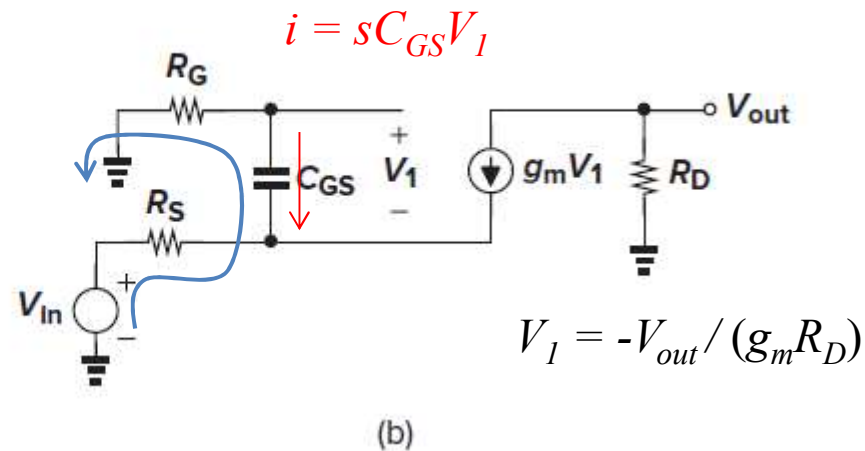 i = sC_GS V_1
R_G
V_out
+
C_GS
V_1
g_m V_1
R_D
R_S
−
+
V_In
−
V_1 = -V_out / (g_m R_D)
(b)